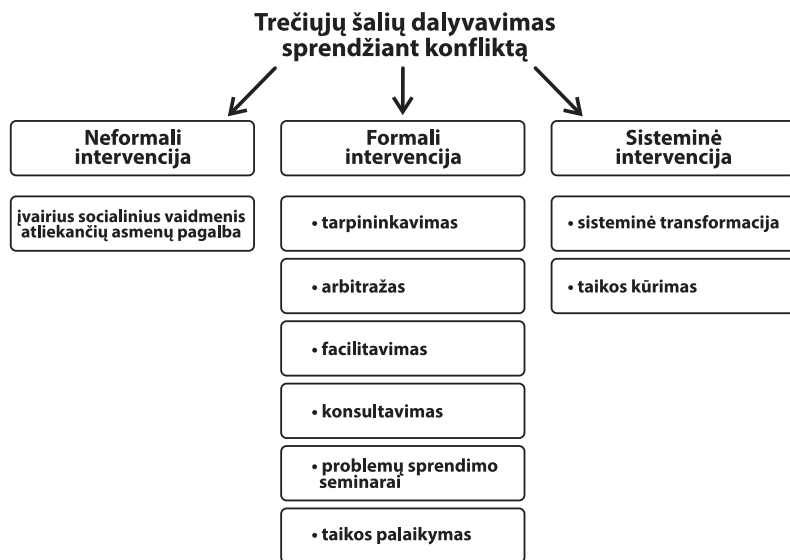 Trečiųjų šalių dalyvavimas
sprendžiant konfliktą
Neformali
intervencija
įvairius socialinius vaidmenis
atliekančių asmenų pagalba
Formali
intervencija
• tarpininkavimas
• arbitražas
• facilitavimas
• konsultavimas
• problemų sprendimo
seminarai
• taikos palaikymas
Sisteminė
intervencija
• sisteminė transformacija
• taikos kūrimas